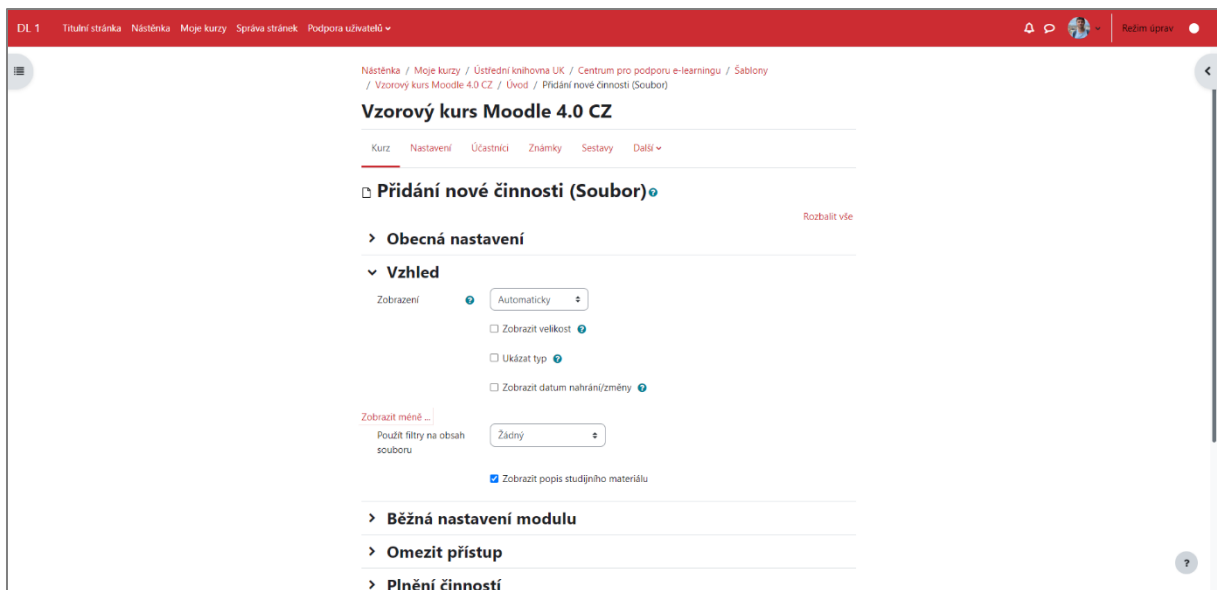 DL 1 Titulní stránka Nástěnka Moje kurzy Správa stránek Podpora uživatelů Režim úprav
Nástěnka / Moje kurzy / Ústřední knihovna UK / Centrum pro podporu e-learningu / Šablony
/ Vzorový kurs Moodle 4.0 CZ / Úvod / Přidání nové činnosti (Soubor)
Vzorový kurs Moodle 4.0 CZ
Kurz Nastavení Účastníci Známky Sestavy Další
Přidání nové činnosti (Soubor)
Rozbalit vše
Obecná nastavení
Vzhled
Zobrazení Automaticky
Zobrazit velikost
Ukázat typ
Zobrazit datum nahrání/změny
Zobrazit méně ...
Použít filtry na obsah Žádný
souboru
Zobrazit popis studijního materiálu
Běžná nastavení modulu
Omezit přístup
Plnění činností
?